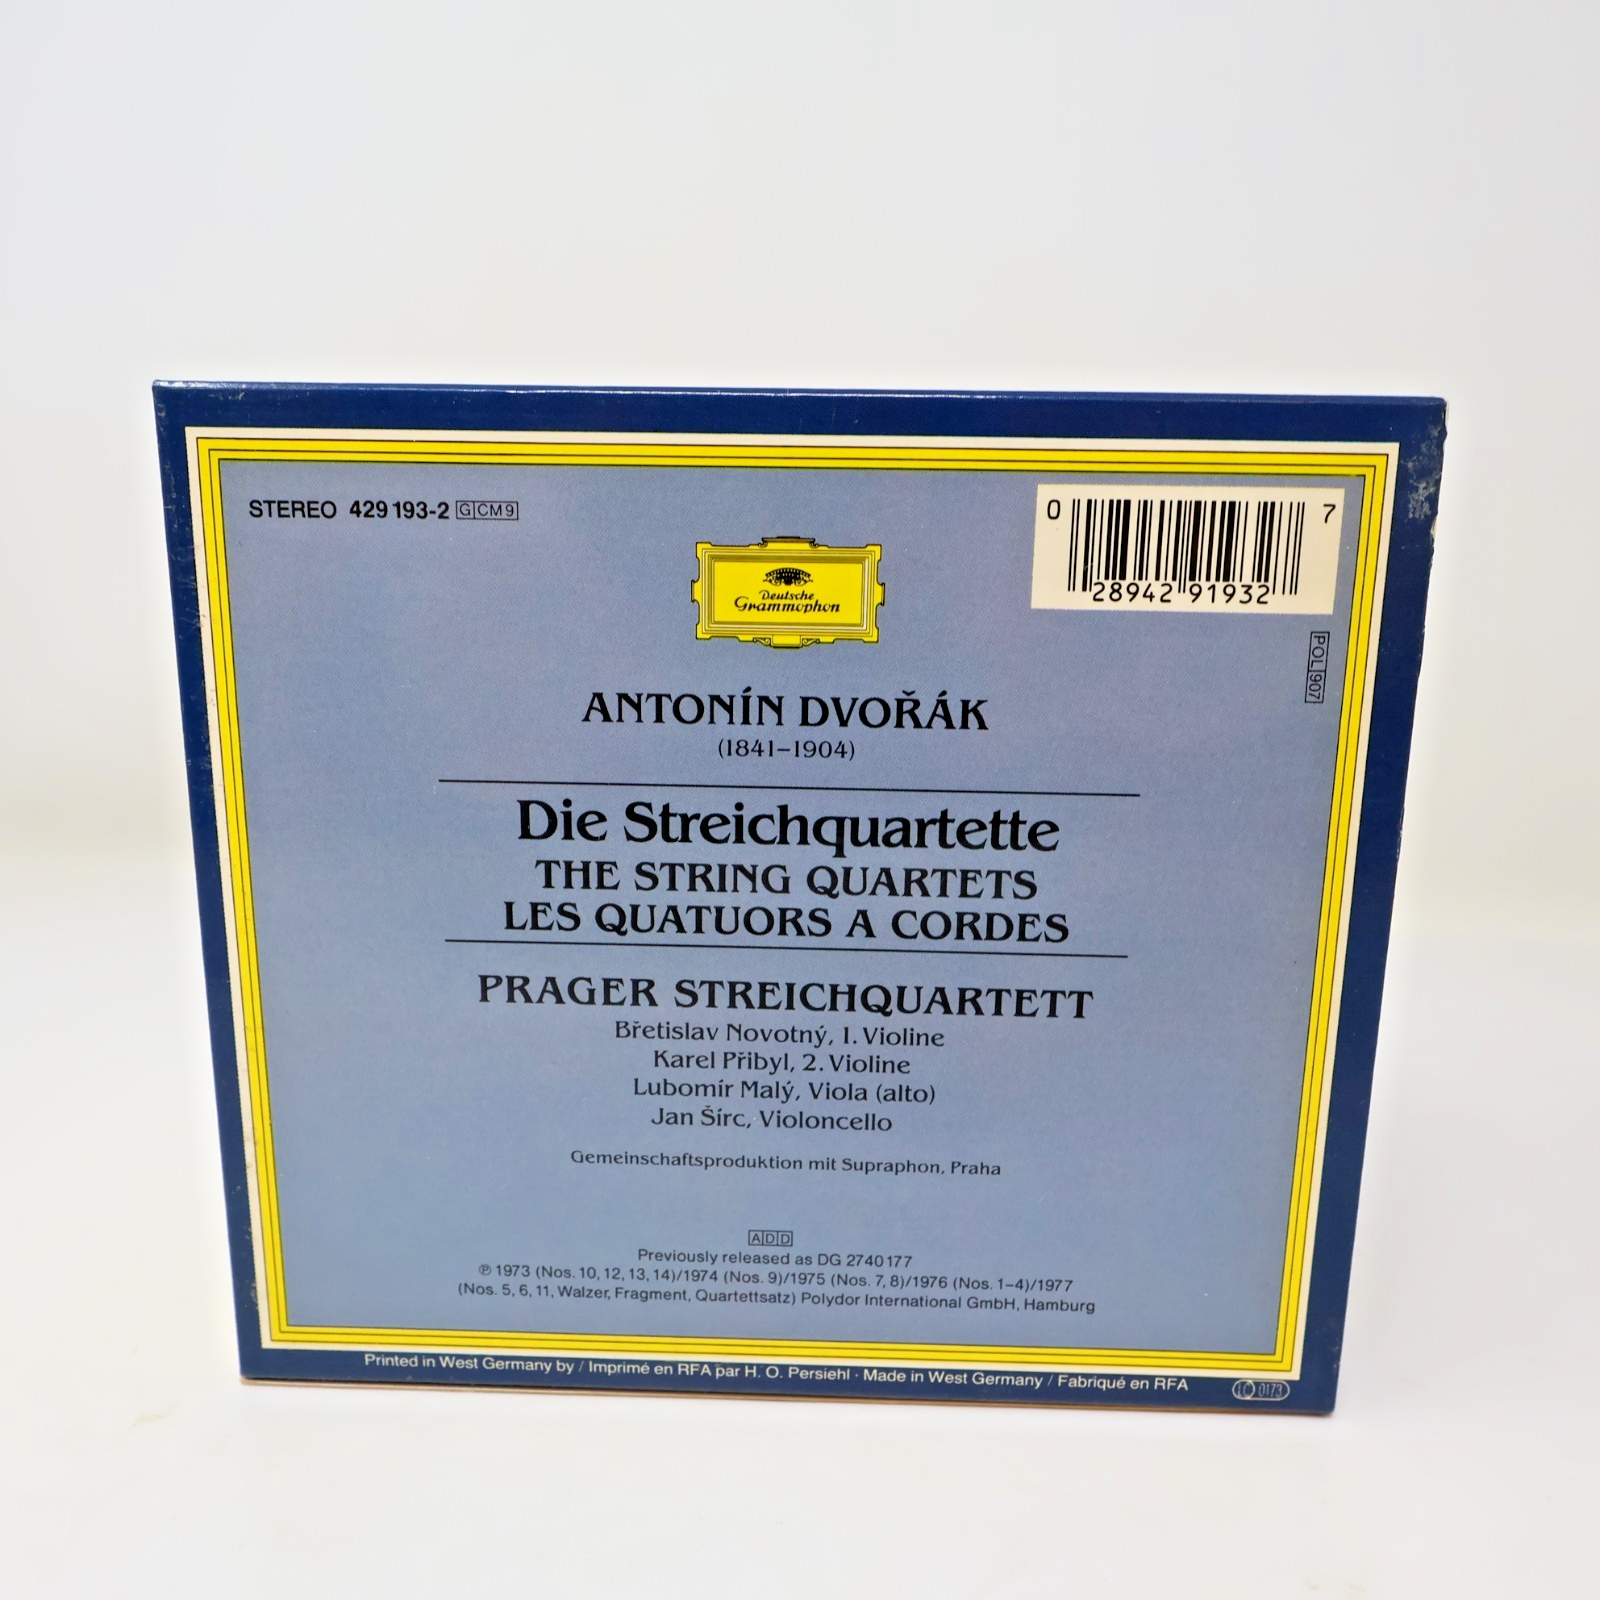 STEREO 429 193-2 G CM 9
0 28942 91932 7
POL 907
Deutsche
Grammophon
ANTONÍN DVOŘÁK
(1841–1904)
Die Streichquartette
THE STRING QUARTETS
LES QUATUORS A CORDES
PRAGER STREICHQUARTETT
Břetislav Novotný, 1. Violine
Karel Přibyl, 2. Violine
Lubomír Malý, Viola (alto)
Jan Šírc, Violoncello
Gemeinschaftsproduktion mit Supraphon, Praha
ADD
Previously released as DG 2740 177
℗ 1973 (Nos. 10, 12, 13, 14)/1974 (Nos. 9)/1975 (Nos. 7, 8)/1976 (Nos. 1–4)/1977
(Nos. 5, 6, 11, Walzer, Fragment, Quartettsatz) Polydor International GmbH, Hamburg
Printed in West Germany by / Imprimé en RFA par H. O. Persiehl · Made in West Germany / Fabriqué en RFA
LC 0173